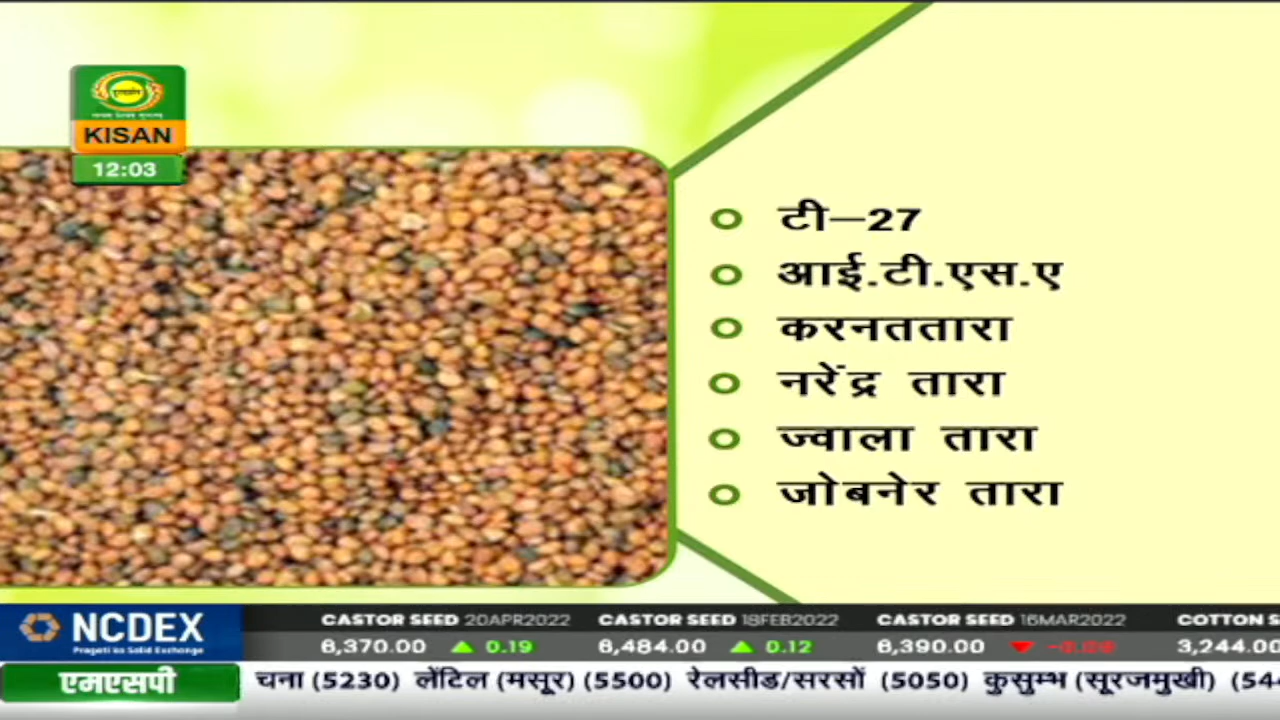 KISAN
12:03
टी–27
आई.टी.एस.ए
करनततारा
नरेंद्र तारा
ज्वाला तारा
जोबनेर तारा
NCDEX
CASTOR SEED 20APR2022 CASTOR SEED 18FEB2022 CASTOR SEED 16MAR2022 COTTON S
6,370.00 0.19 6,484.00 0.12 6,390.00 3,244.00
एमएसपी
चना (5230) लेंटिल (मसूर) (5500) रेलसीड/सरसों (5050) कुसुम्भ (सूरजमुखी) (544